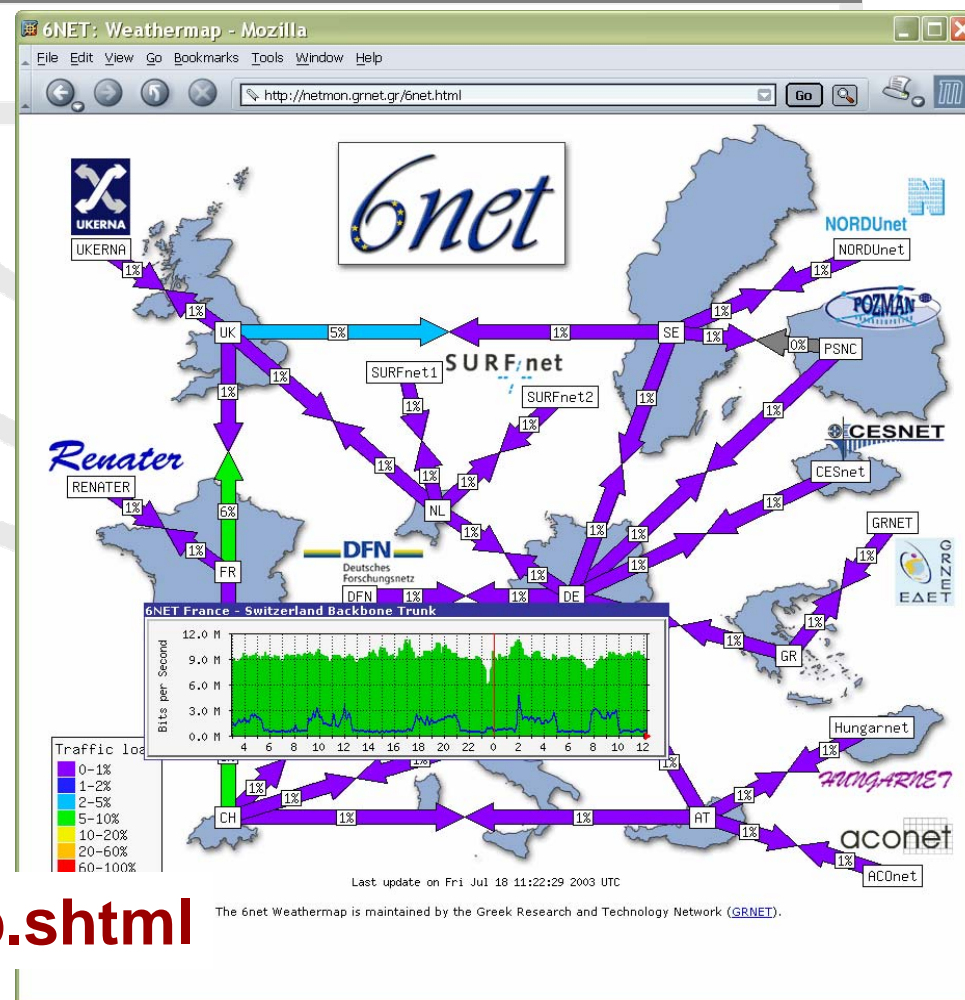 6NET: Weathermap - Mozilla
File Edit View Go Bookmarks Tools Window Help
http://netmon.grnet.gr/6net.html
Go
6net
UKERNA
UKERNA
1%
1%
NORDUnet
NORDUnet
1%
1%
POZMAN
PSNC
0%
1%
UK
5%
1%
SE
SURFnet
SURFnet1
1%
1%
SURFnet2
1%
1%
1%
1%
1%
1%
1%
CESNET
CESnet
1%
1%
1%
Renater
RENATER
1%
1%
6%
FR
NL
1%
1%
1%
DFN
Deutsches
Forschungsnetz
DFN
1%
1%
DE
GRNET
1%
1%
1%
GR
GRNET
ΕΔΕΤ
6NET France - Switzerland Backbone Trunk
Bits per Second
12.0 M
9.0 M
6.0 M
3.0 M
0.0 M
4 6 8 10 12 14 16 18 20 22 0 2 4 6 8 10 12
Traffic loa
0-1%
1-2%
2-5%
5-10%
10-20%
20-60%
60-100%
CH
1%
1%
1%
1%
1%
1%
AT
1%
1%
Hungarnet
HUNGARNET
1%
1%
aconet
ACOnet
Last update on Fri Jul 18 11:22:29 2003 UTC
The 6net Weathermap is maintained by the Greek Research and Technology Network (GRNET).
.shtml